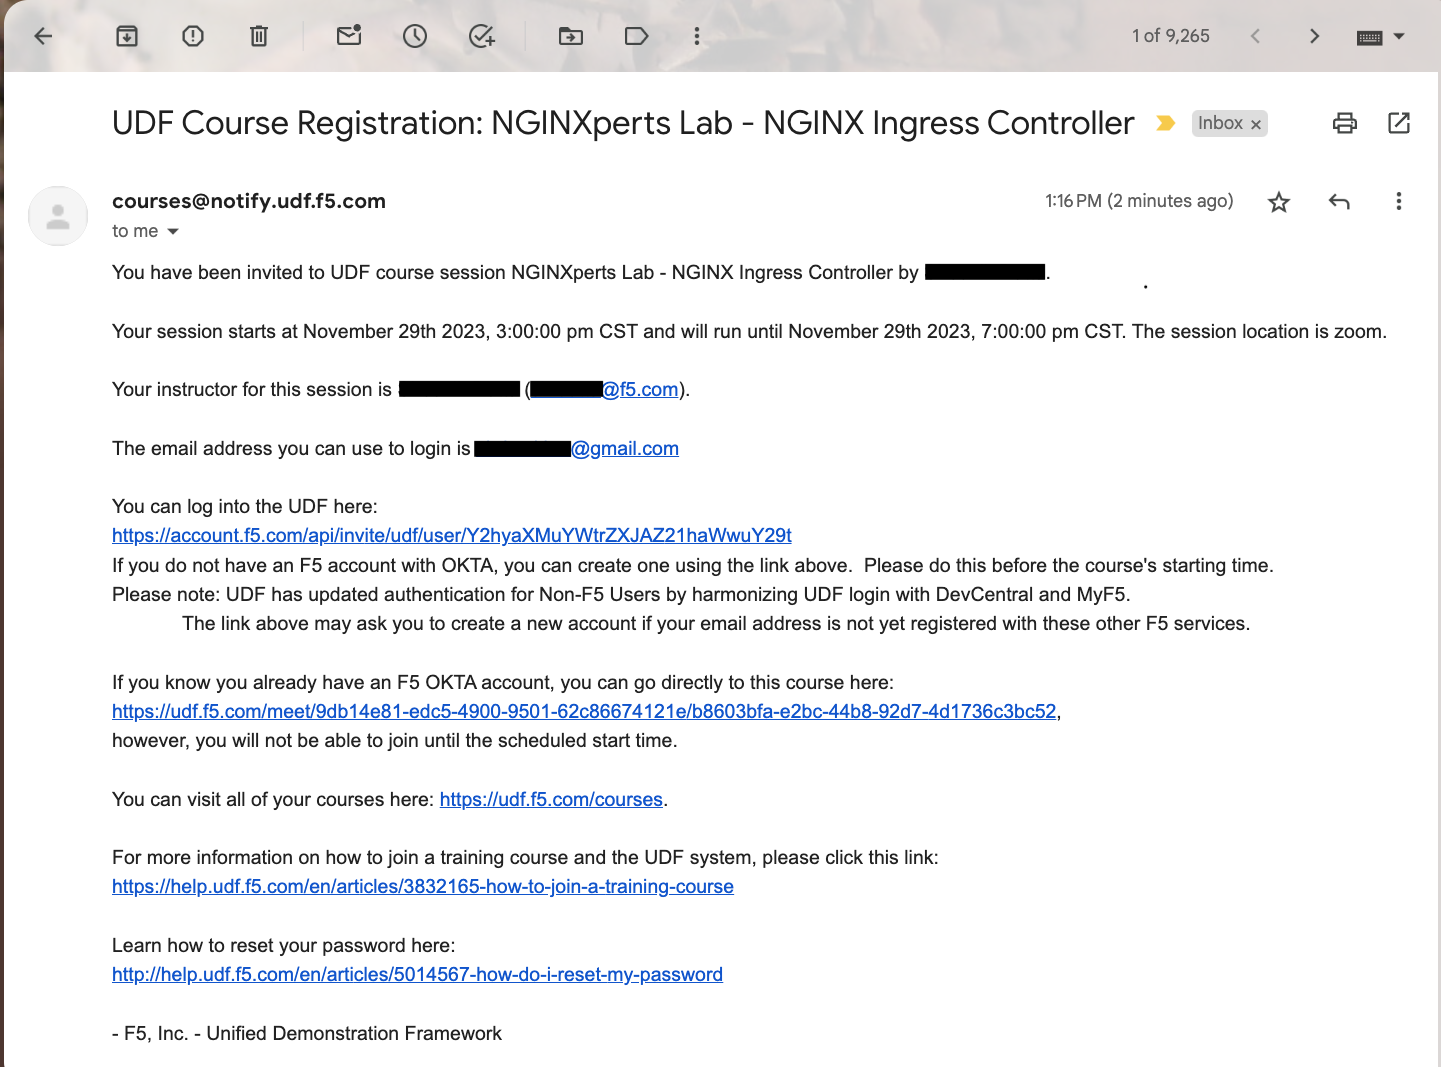 1 of 9,265
UDF Course Registration: NGINXperts Lab - NGINX Ingress Controller
Inbox ×
courses@notify.udf.f5.com
1:16 PM (2 minutes ago)
to me
You have been invited to UDF course session NGINXperts Lab - NGINX Ingress Controller by .
Your session starts at November 29th 2023, 3:00:00 pm CST and will run until November 29th 2023, 7:00:00 pm CST. The session location is zoom.
Your instructor for this session is (@f5.com).
The email address you can use to login is @gmail.com
You can log into the UDF here:
https://account.f5.com/api/invite/udf/user/Y2hyaXMuYWtrZXJAZ21haWwuY29t
If you do not have an F5 account with OKTA, you can create one using the link above.  Please do this before the course's starting time.
Please note: UDF has updated authentication for Non-F5 Users by harmonizing UDF login with DevCentral and MyF5.
The link above may ask you to create a new account if your email address is not yet registered with these other F5 services.
If you know you already have an F5 OKTA account, you can go directly to this course here:
https://udf.f5.com/meet/9db14e81-edc5-4900-9501-62c86674121e/b8603bfa-e2bc-44b8-92d7-4d1736c3bc52,
however, you will not be able to join until the scheduled start time.
You can visit all of your courses here: https://udf.f5.com/courses.
For more information on how to join a training course and the UDF system, please click this link:
https://help.udf.f5.com/en/articles/3832165-how-to-join-a-training-course
Learn how to reset your password here:
http://help.udf.f5.com/en/articles/5014567-how-do-i-reset-my-password
- F5, Inc. - Unified Demonstration Framework